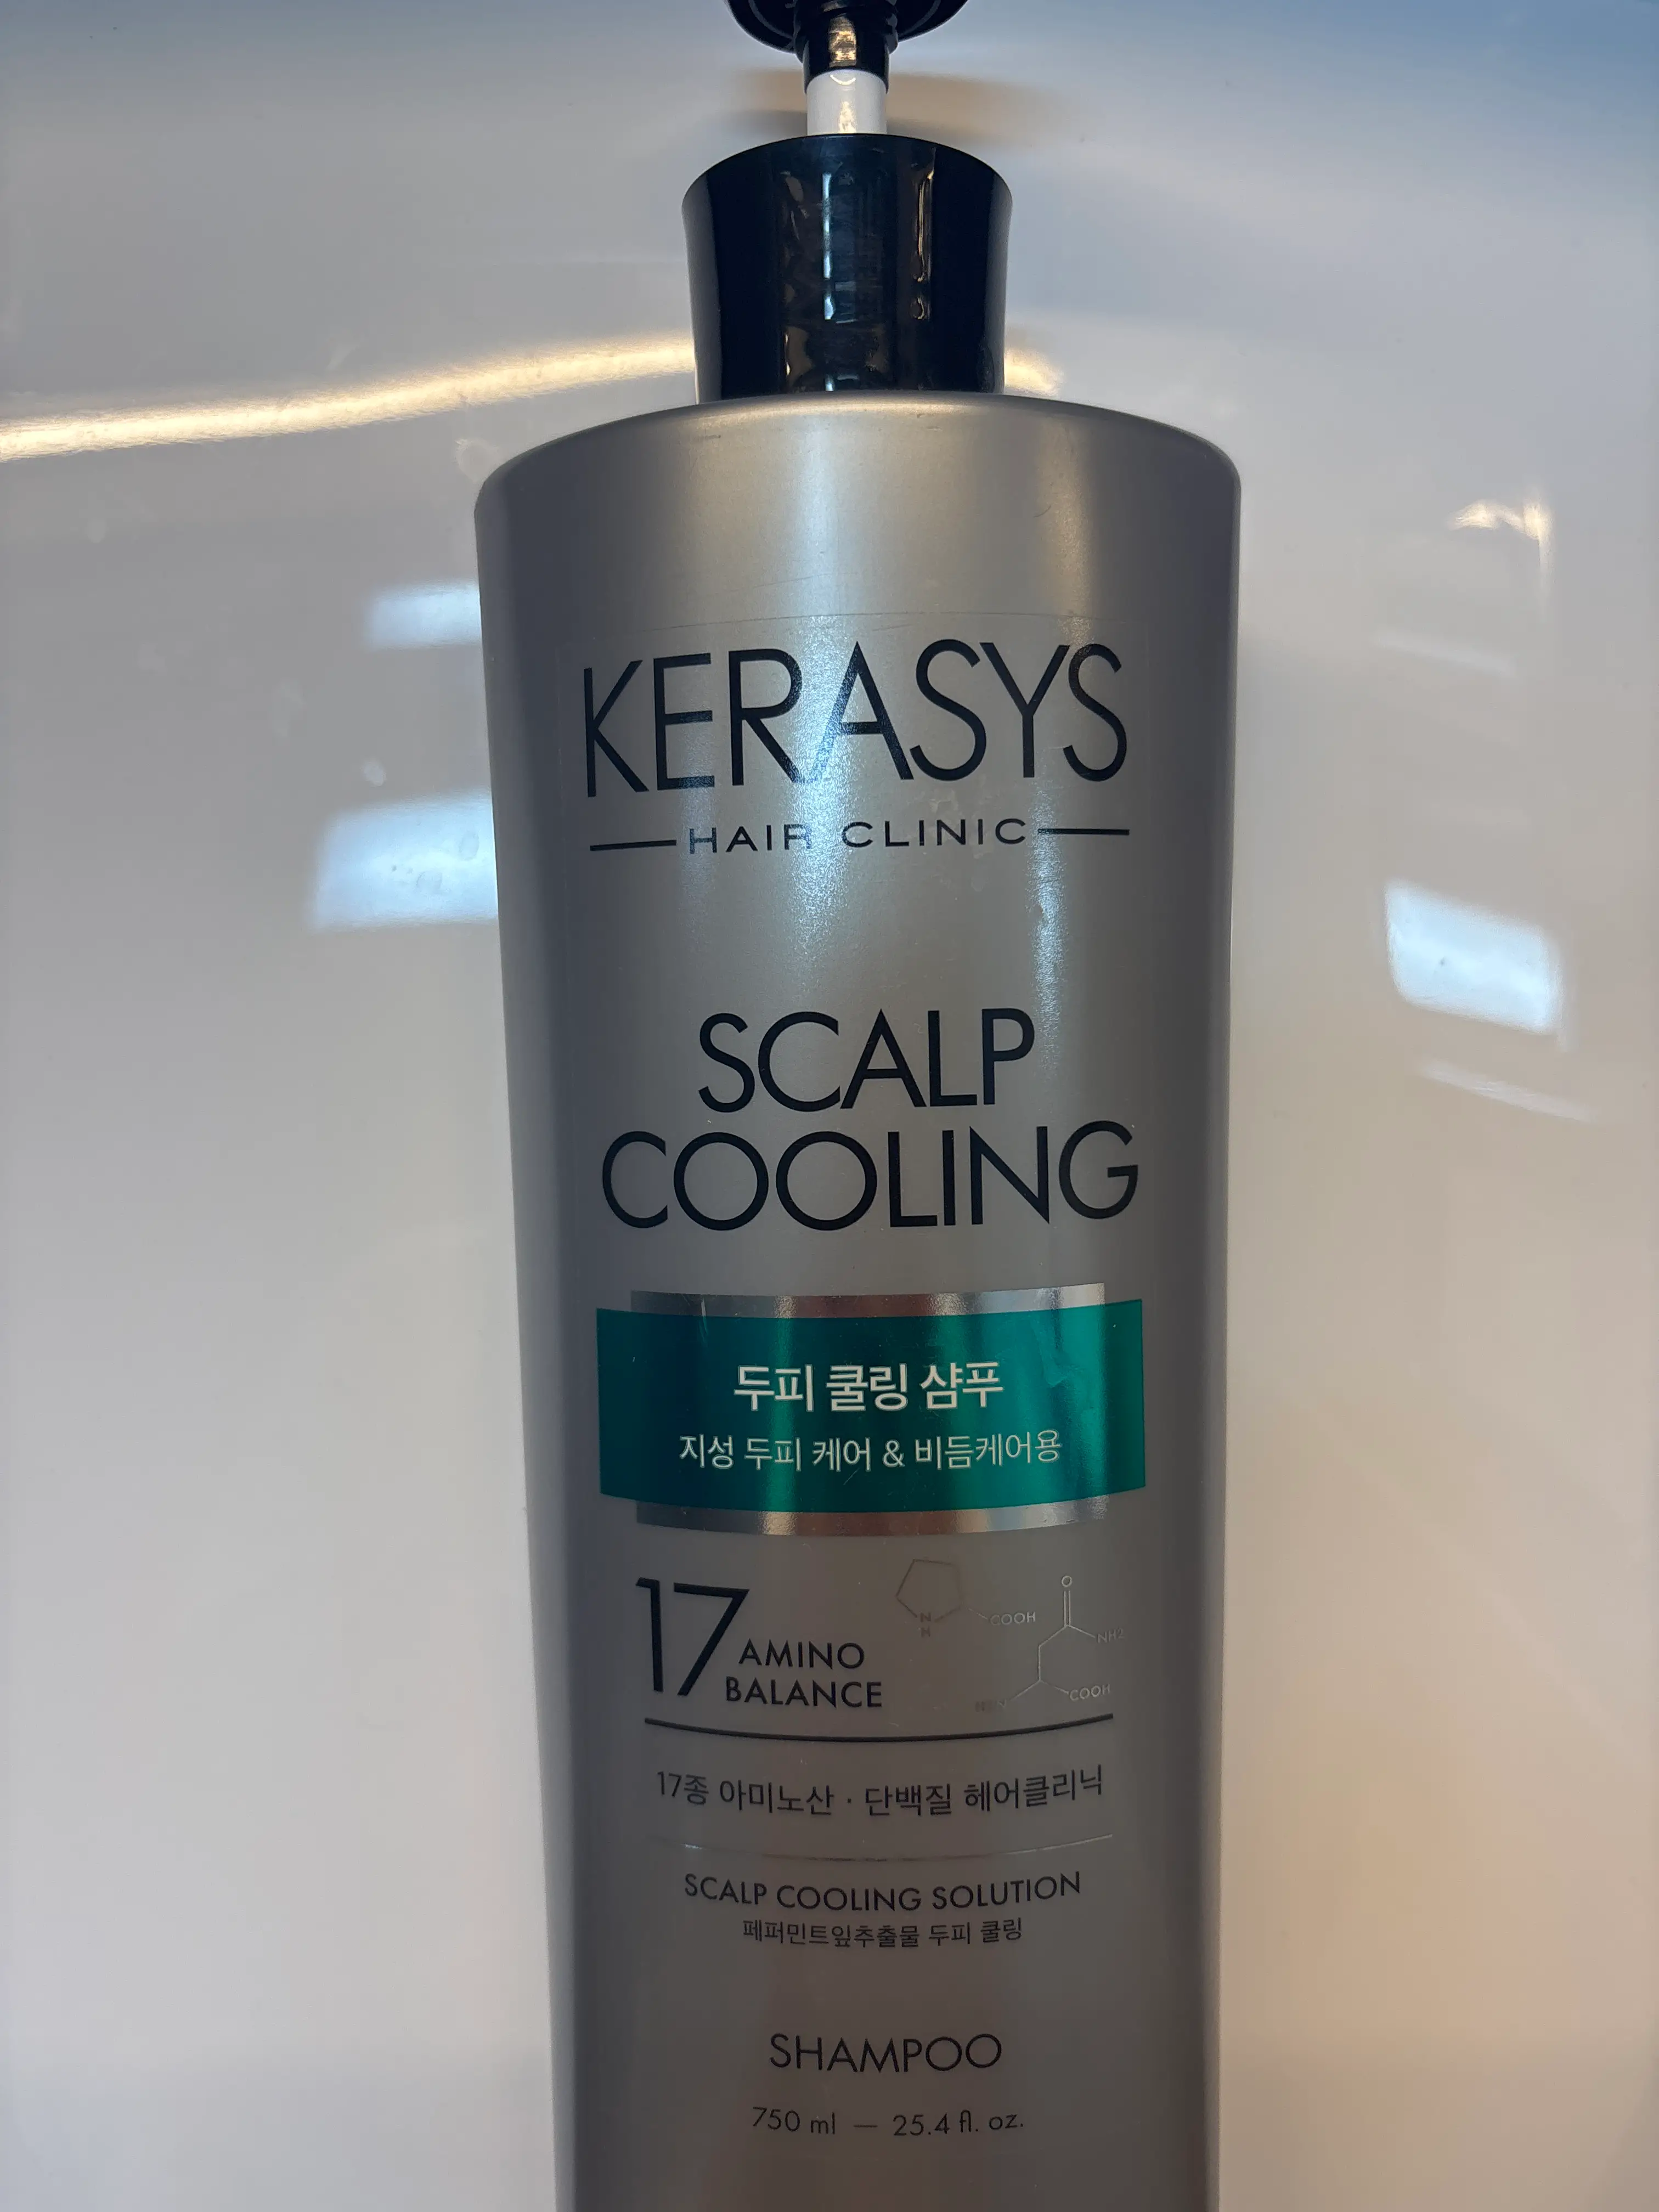 KERASYS
HAIR CLINIC
SCALP
COOLING
두피 쿨링 샴푸
지성 두피 케어 & 비듬케어용
17 AMINO
BALANCE
N
H
COOH
O
NH2
COOH
17종 아미노산 · 단백질 헤어클리닉
SCALP COOLING SOLUTION
페퍼민트잎추출물 두피 쿨링
SHAMPOO
750 ml — 25.4 fl. oz.